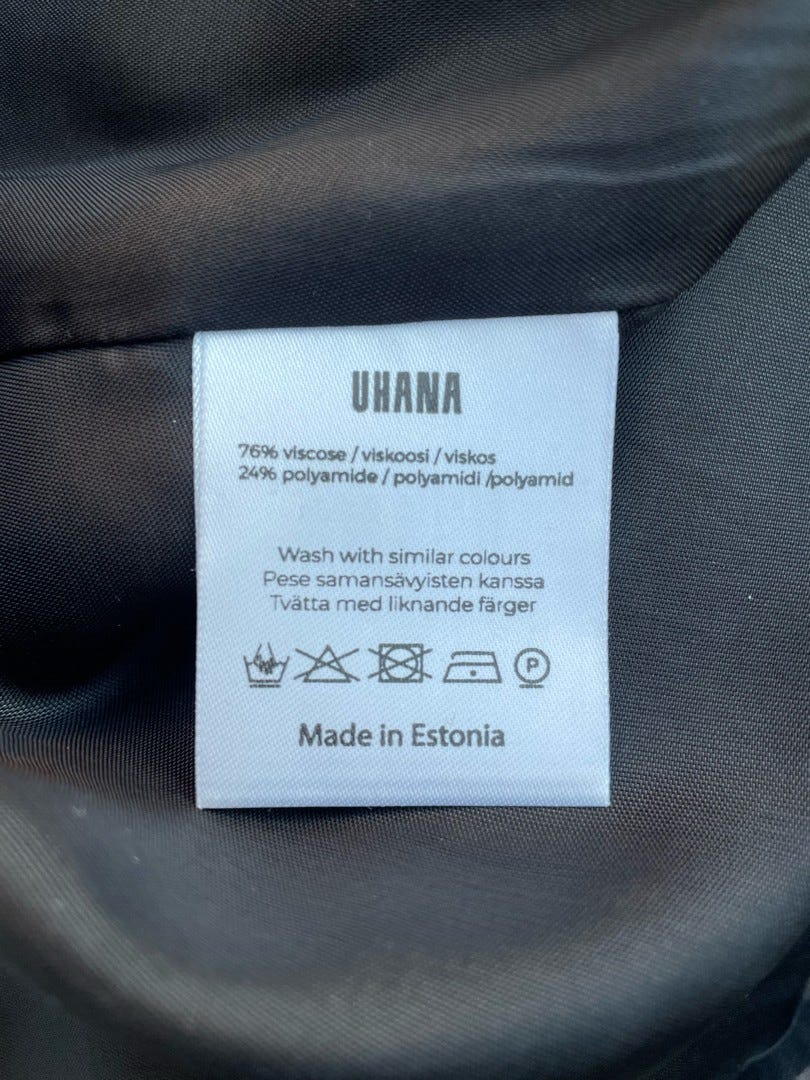 UHANA
76% viscose / viskoosi / viskos
24% polyamide / polyamidi /polyamid
Wash with similar colours
Pese samansävyisten kanssa
Tvätta med liknande färger
P
Made in Estonia